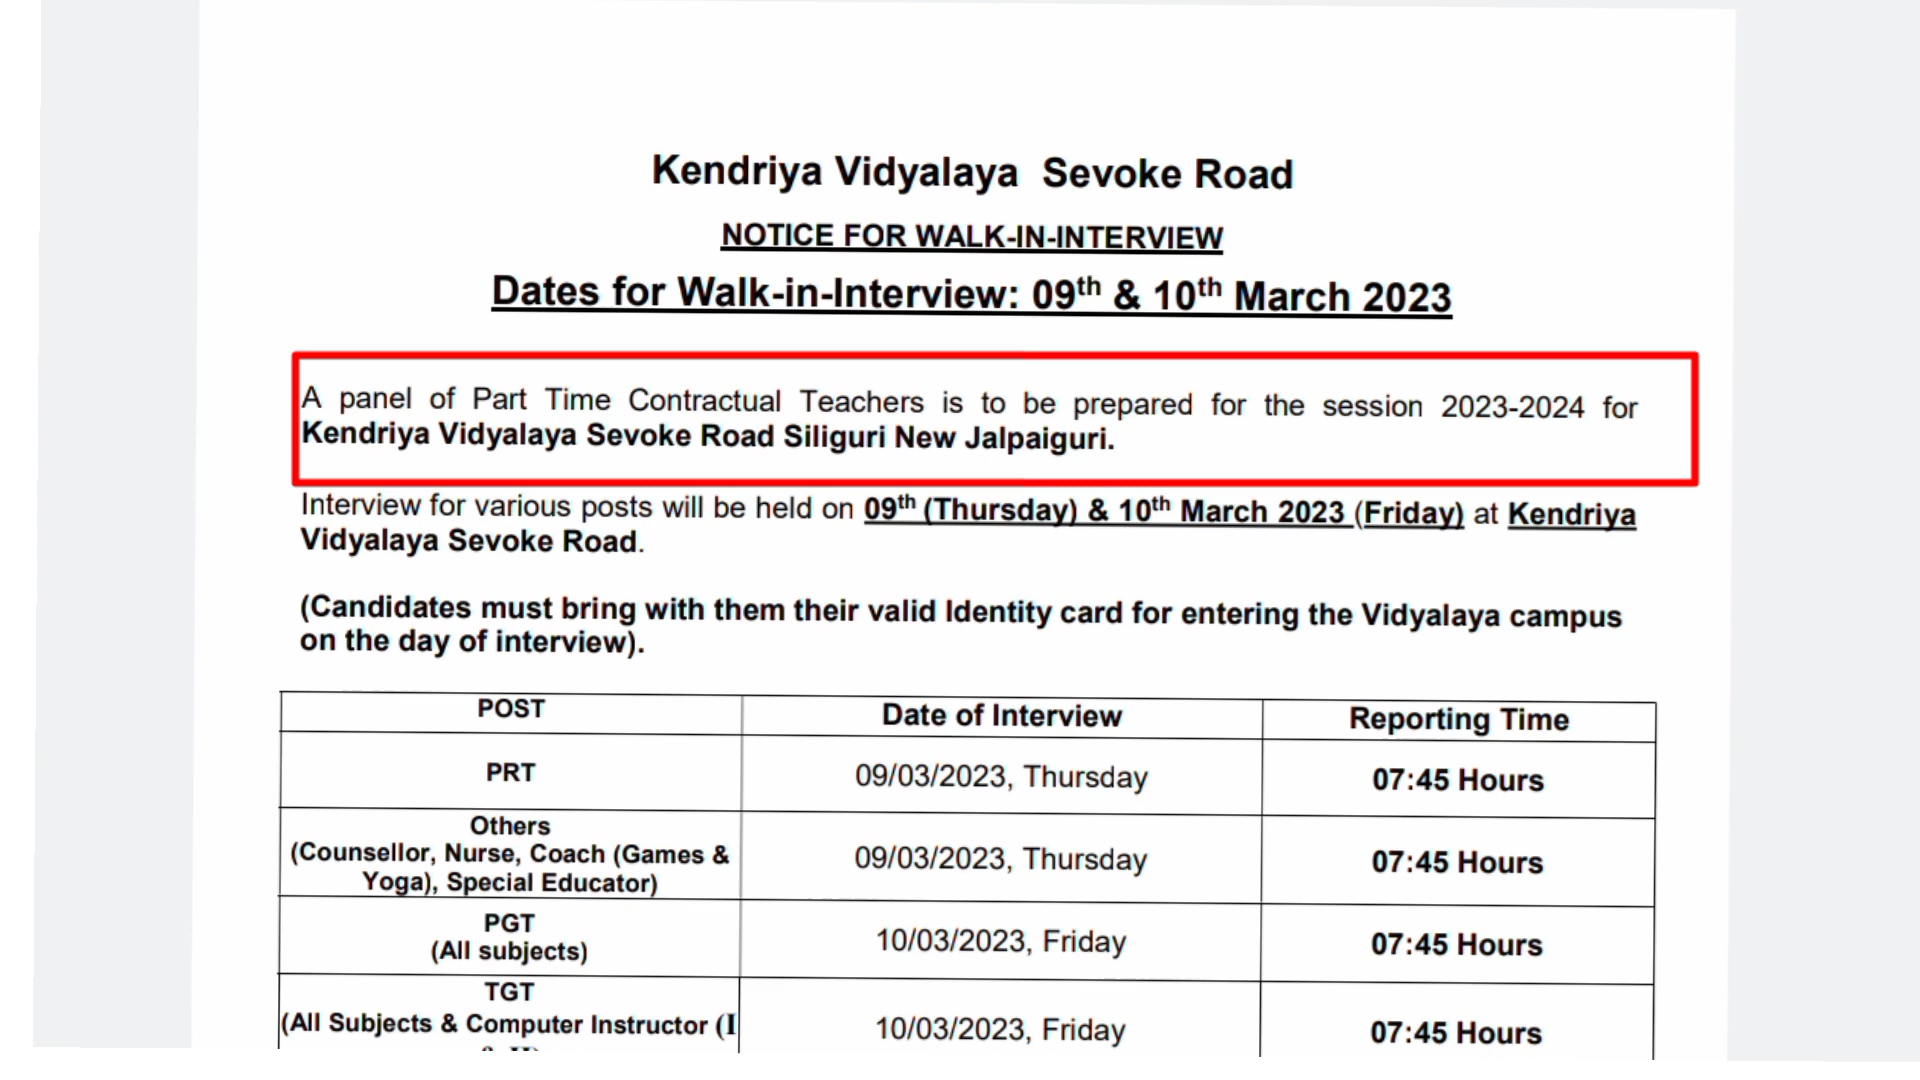 Kendriya Vidyalaya Sevoke Road
NOTICE FOR WALK-IN-INTERVIEW
Dates for Walk-in-Interview: 09th & 10th March 2023
A panel of Part Time Contractual Teachers is to be prepared for the session 2023-2024 for
Kendriya Vidyalaya Sevoke Road Siliguri New Jalpaiguri.
Interview for various posts will be held on 09th (Thursday) & 10th March 2023 (Friday) at Kendriya
Vidyalaya Sevoke Road.
(Candidates must bring with them their valid Identity card for entering the Vidyalaya campus
on the day of interview).
POST Date of Interview Reporting Time
PRT 09/03/2023, Thursday 07:45 Hours
Others
(Counsellor, Nurse, Coach (Games &
Yoga), Special Educator) 09/03/2023, Thursday 07:45 Hours
PGT
(All subjects) 10/03/2023, Friday 07:45 Hours
TGT
(All Subjects & Computer Instructor (I 10/03/2023, Friday 07:45 Hours